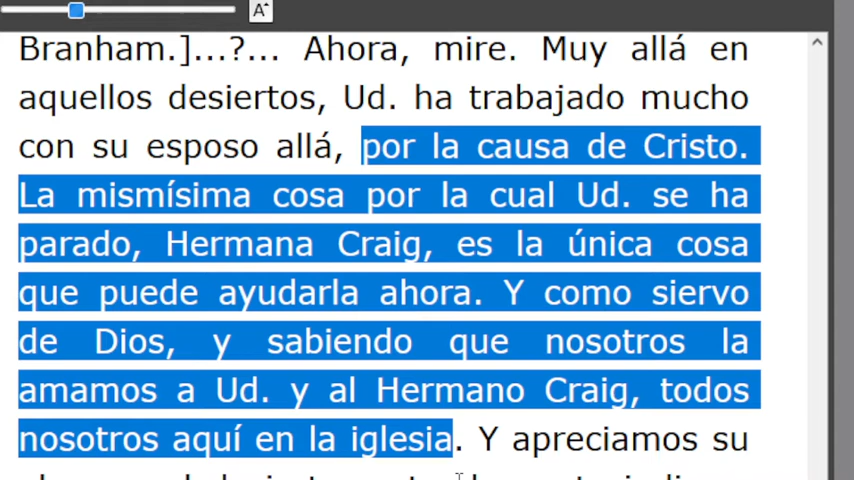 A
Branham.]...?... Ahora, mire. Muy allá en
aquellos desiertos, Ud. ha trabajado mucho
con su esposo allá, por la causa de Cristo.
La mismísima cosa por la cual Ud. se ha
parado, Hermana Craig, es la única cosa
que puede ayudarla ahora. Y como siervo
de Dios, y sabiendo que nosotros la
amamos a Ud. y al Hermano Craig, todos
nosotros aquí en la iglesia. Y apreciamos su